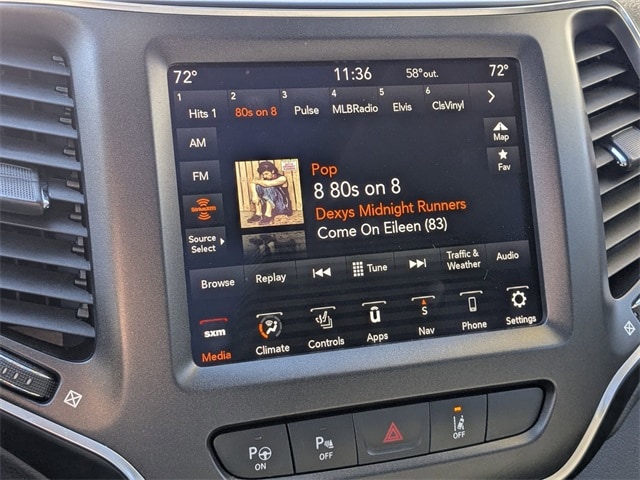 72° 11:36 58°out. 72°
1 2 3 4 5 6
Hits 1 80s on 8 Pulse MLBRadio Elvis ClsVinyl >
AM
Map
FM
Fav
Pop
8 80s on 8
SiriusXM
Dexys Midnight Runners
Come On Eileen (83)
Source
Select
Browse Replay Tune Traffic &
Weather Audio
sxm U S
Media Climate Controls Apps Nav Phone Settings
P ON
P OFF
OFF